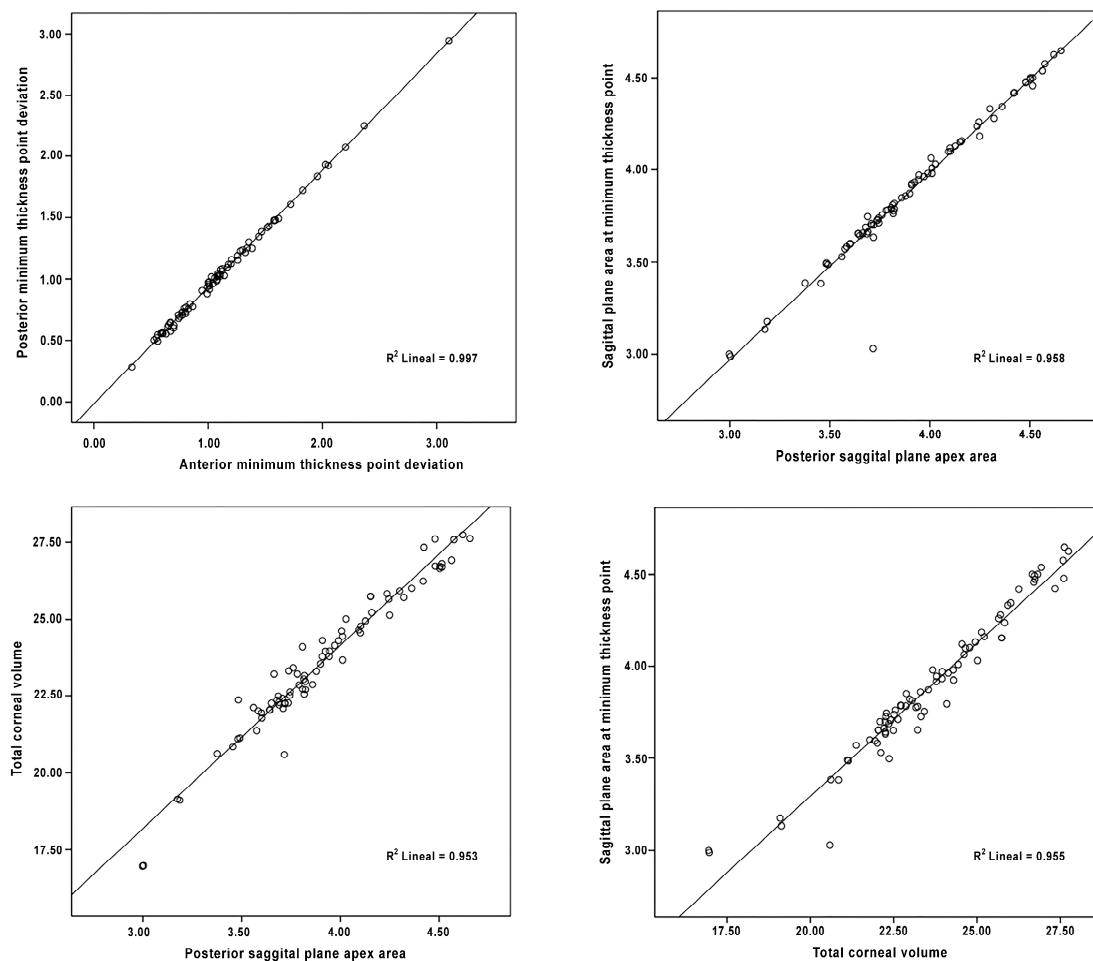 3.00
2.50
2.00
1.50
1.00
0.50
0.00
Posterior minimum thickness point deviation
R² Lineal = 0.997
0.00 1.00 2.00 3.00
Anterior minimum thickness point deviation
4.50
4.00
3.50
3.00
Sagittal plane area at minimum thickness point
R² Lineal = 0.958
3.00 3.50 4.00 4.50
Posterior saggital plane apex area
27.50
25.00
22.50
20.00
17.50
Total corneal volume
R² Lineal = 0.953
3.00 3.50 4.00 4.50
Posterior saggital plane apex area
4.50
4.00
3.50
3.00
Sagittal plane area at minimum thickness point
R² Lineal = 0.955
17.50 20.00 22.50 25.00 27.50
Total corneal volume